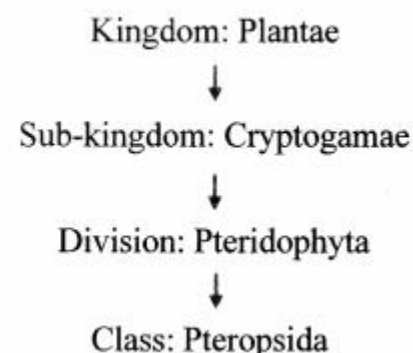 Kingdom: Plantae
Sub-kingdom: Cryptogamae
Division: Pteridophyta
Class: Pteropsida